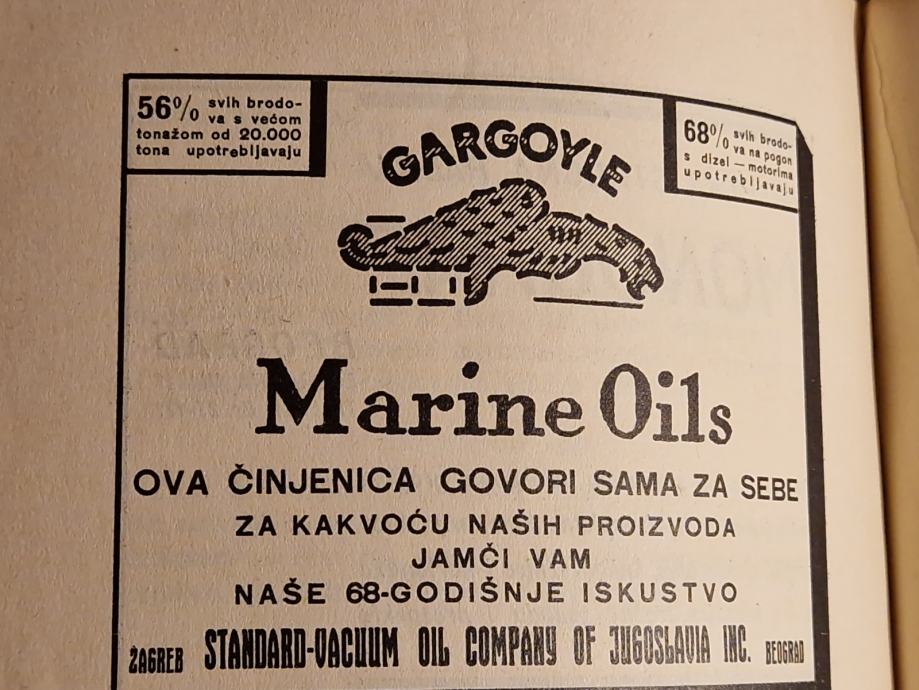 56% svih brodo-
va s većom
tonažom od 20.000
tona upotrebljavaju
68% svih brodo-
va na pogon
s dizel — motorima
upotrebljavaju
GARGOYLE
Marine Oils
OVA ČINJENICA GOVORI SAMA ZA SEBE
ZA KAKVOĆU NAŠIH PROIZVODA
JAMČI VAM
NAŠE 68-GODIŠNJE ISKUSTVO
ŽAGREB STANDARD-VACUUM OIL COMPANY OF JUGOSLAVIA INC. BEOGRAD